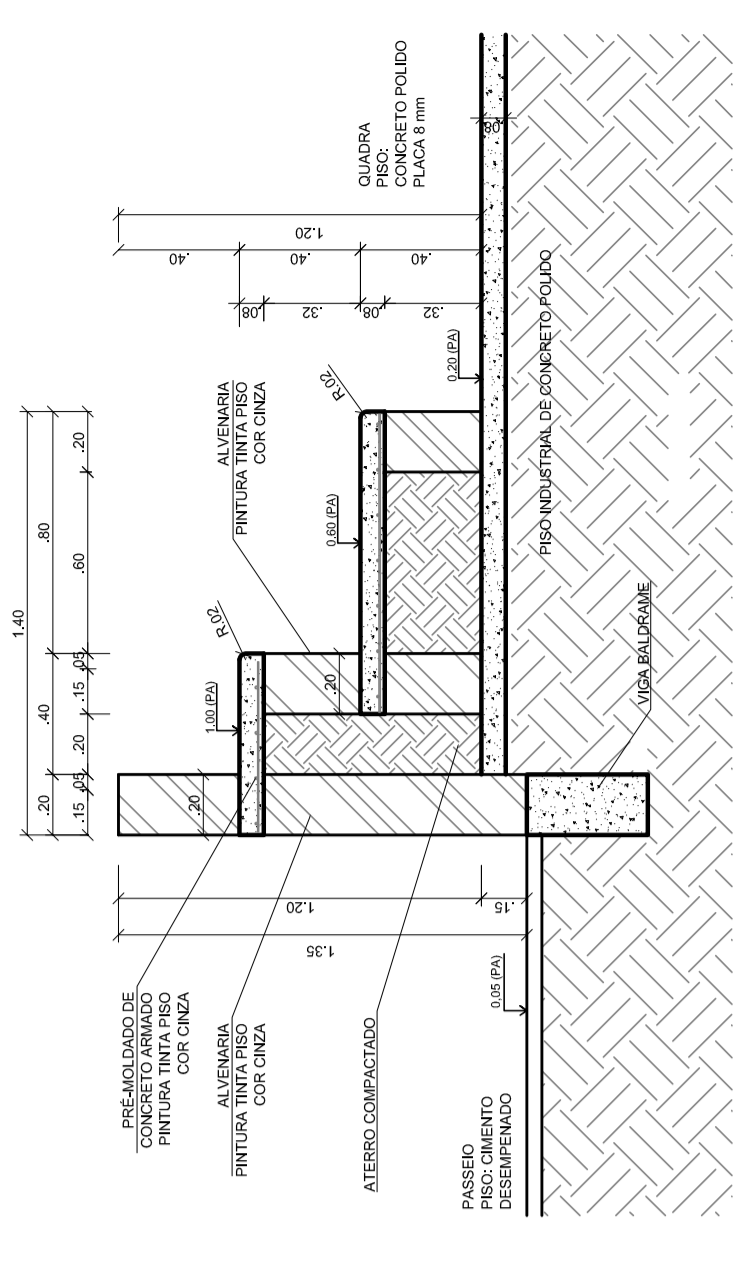 1.40
.20
.40
.80
.15
.05
.20
.15
.05
.60
.20
ALVENARIA
PINTURA TINTA PISO
COR CINZA
R.02
R.02
1.00 (PA)
0.60 (PA)
0.20 (PA)
0.05 (PA)
.20
.20
.08
.32
.08
.32
.40
.40
.40
1.20
QUADRA
PISO:
CONCRETO POLIDO
PLACA 8 mm
.08
1.20
.15
1.35
PRÉ-MOLDADO DE
CONCRETO ARMADO
PINTURA TINTA PISO
COR CINZA
ALVENARIA
PINTURA TINTA PISO
COR CINZA
ATERRO COMPACTADO
PASSEIO
PISO: CIMENTO
DESEMPENADO
PISO INDUSTRIAL DE CONCRETO POLIDO
VIGA BALDRAME